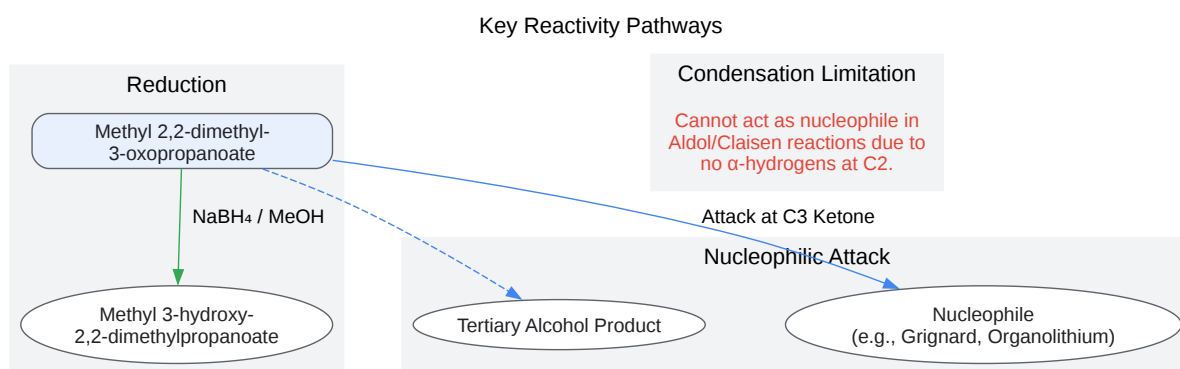 Key Reactivity Pathways
Reduction
Methyl 2,2-dimethyl-
3-oxopropanoate
NaBH₄ / MeOH
Methyl 3-hydroxy-
2,2-dimethylpropanoate
Condensation Limitation
Cannot act as nucleophile in
Aldol/Claisen reactions due to
no α-hydrogens at C2.
Attack at C3 Ketone
Nucleophilic Attack
Tertiary Alcohol Product
Nucleophile
(e.g., Grignard, Organolithium)